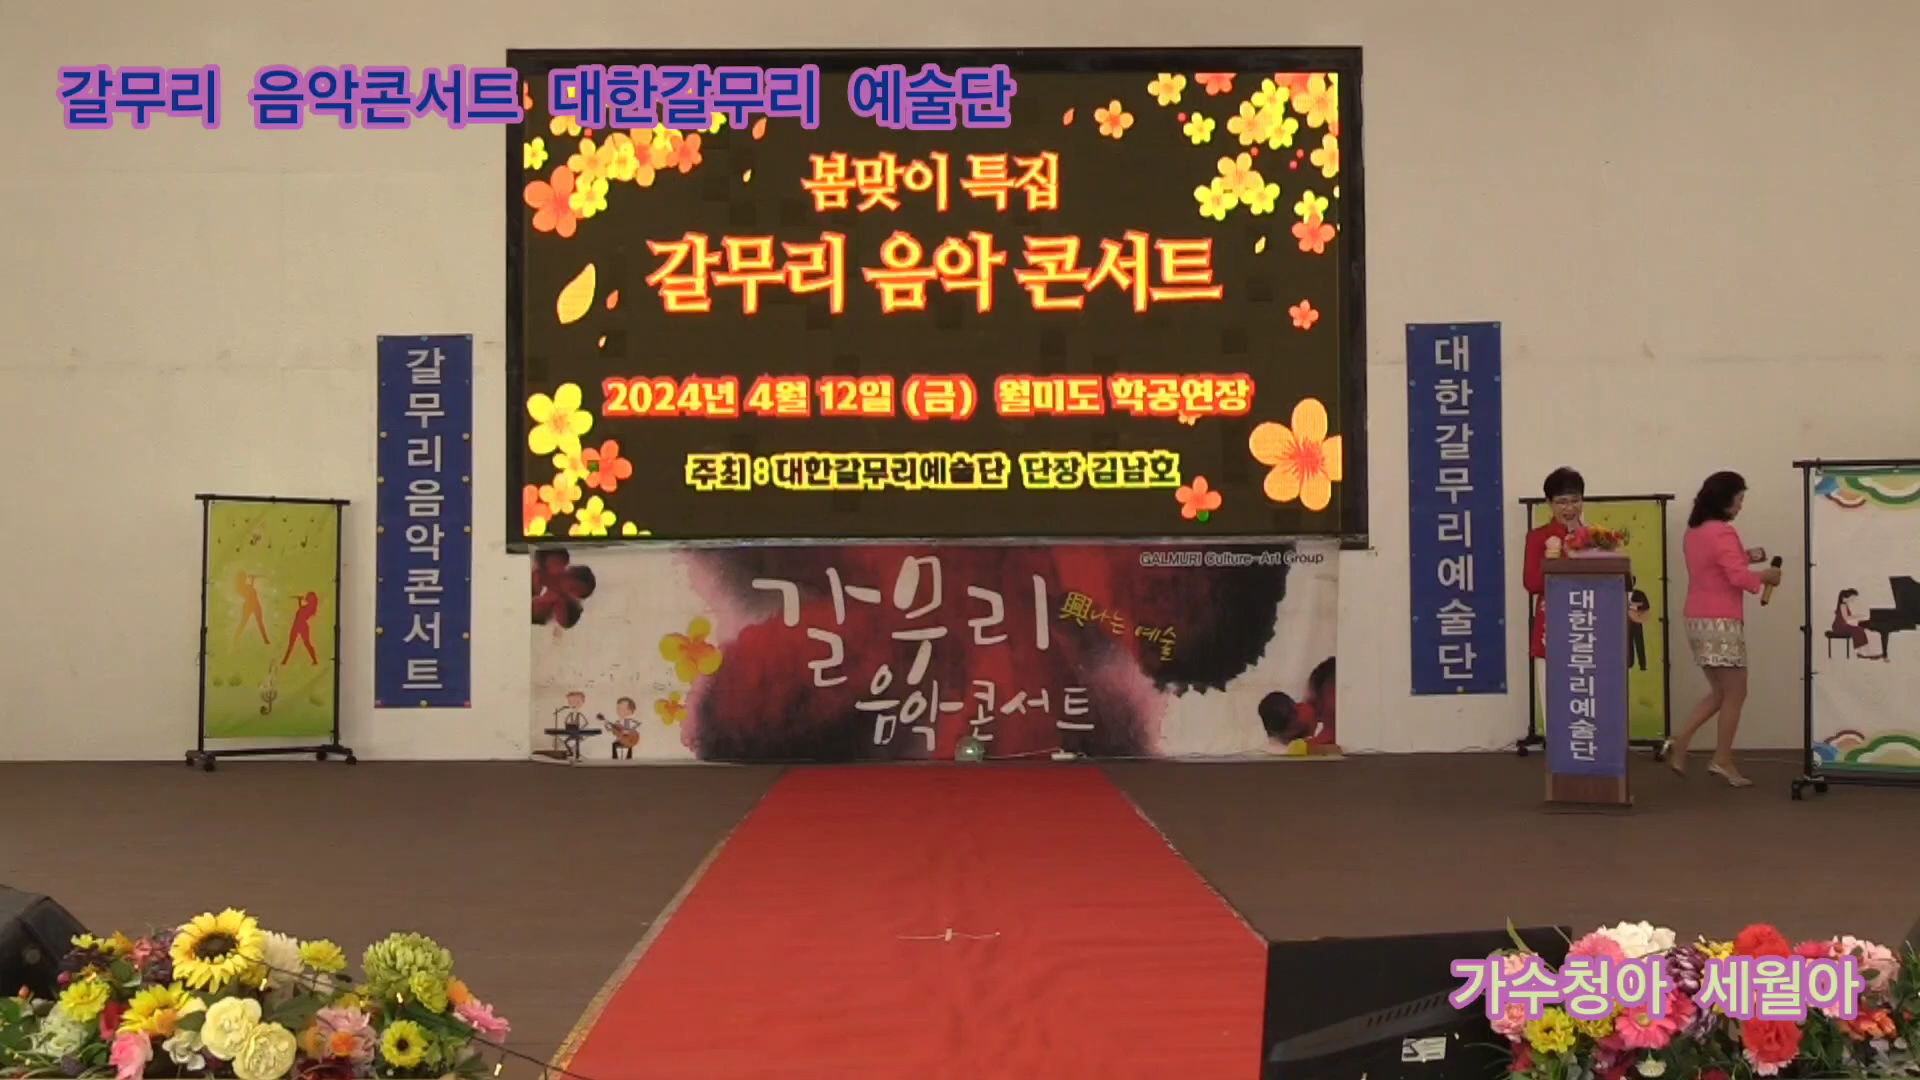 갈무리 음악콘서트 대한갈무리 예술단
봄맞이 특집
갈무리 음악 콘서트
2024년 4월 12일 (금) 월미도 학공연장
주최 : 대한갈무리예술단 단장 김남호
갈무리음악콘서트
대한갈무리예술단
GALMURI Culture-Art Group
갈무리
興나는 예술
음악콘서트
대한갈무리예술단
가수청아 세월아